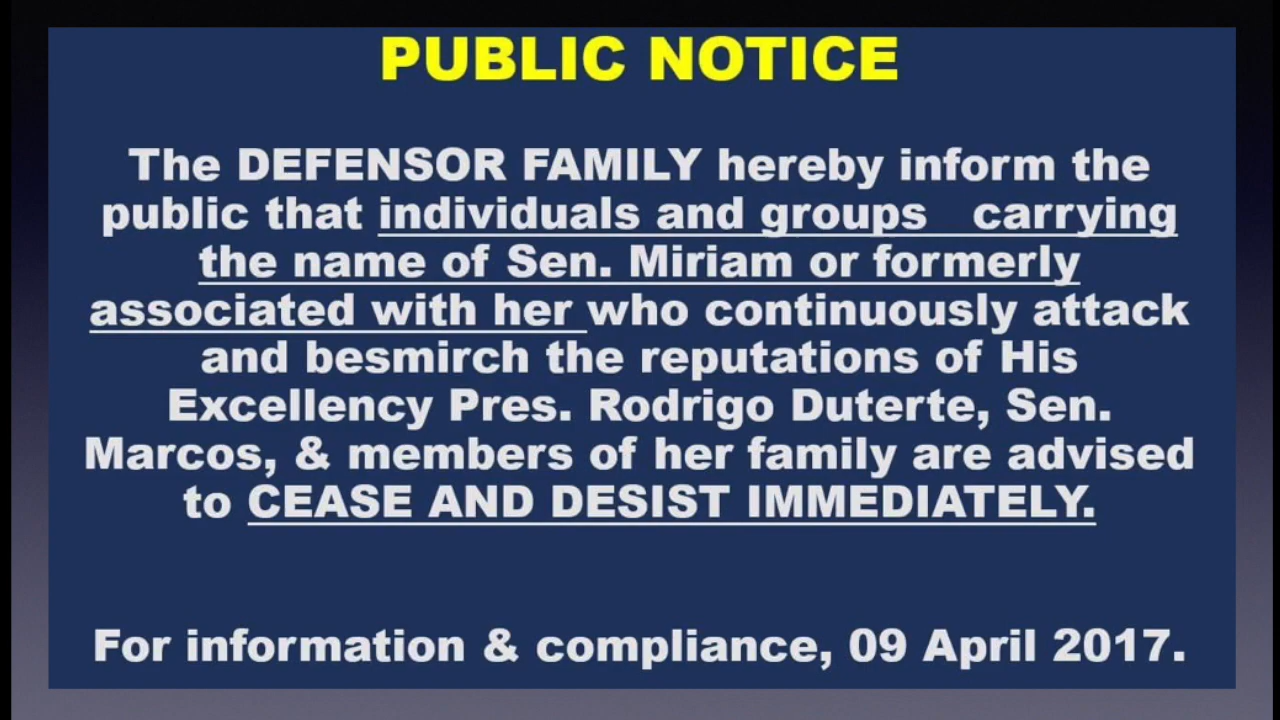 PUBLIC NOTICE
The DEFENSOR FAMILY hereby inform the
public that individuals and groups carrying
the name of Sen. Miriam or formerly
associated with her who continuously attack
and besmirch the reputations of His
Excellency Pres. Rodrigo Duterte, Sen.
Marcos, & members of her family are advised
to CEASE AND DESIST IMMEDIATELY.
For information & compliance, 09 April 2017.